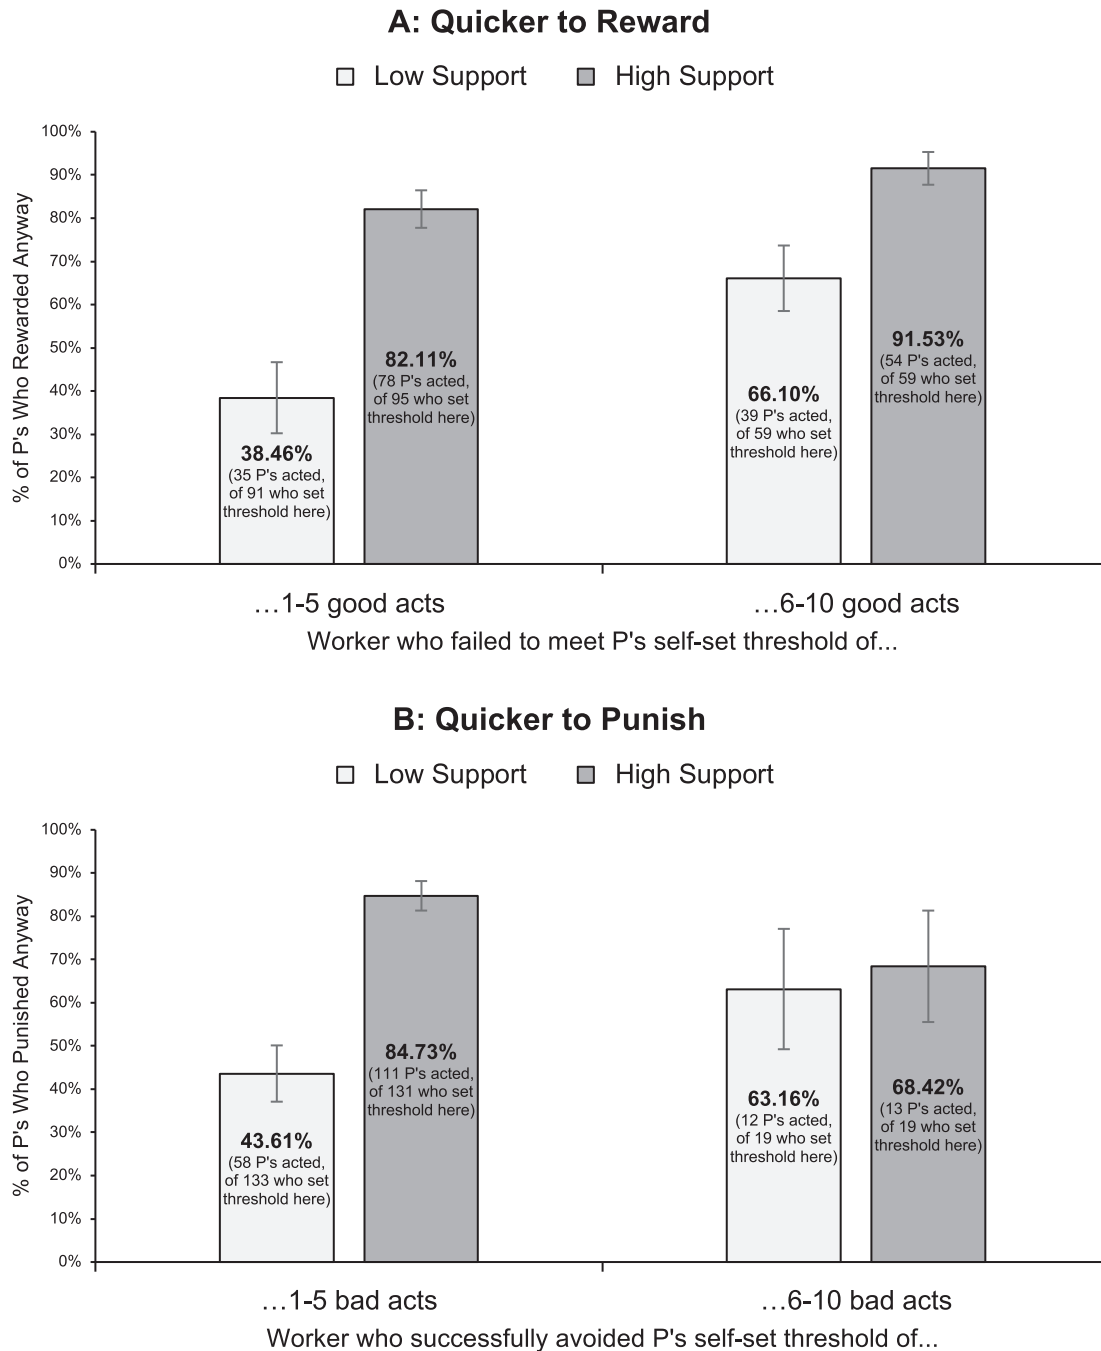 A: Quicker to Reward
Low Support
High Support
% of P's Who Rewarded Anyway
100%
90%
80%
70%
60%
50%
40%
30%
20%
10%
0%
38.46%
(35 P's acted,
of 91 who set
threshold here)
82.11%
(78 P's acted,
of 95 who set
threshold here)
66.10%
(39 P's acted,
of 59 who set
threshold here)
91.53%
(54 P's acted,
of 59 who set
threshold here)
…1-5 good acts
…6-10 good acts
Worker who failed to meet P's self-set threshold of...
B: Quicker to Punish
Low Support
High Support
% of P's Who Punished Anyway
100%
90%
80%
70%
60%
50%
40%
30%
20%
10%
0%
43.61%
(58 P's acted,
of 133 who set
threshold here)
84.73%
(111 P's acted,
of 131 who set
threshold here)
63.16%
(12 P's acted,
of 19 who set
threshold here)
68.42%
(13 P's acted,
of 19 who set
threshold here)
…1-5 bad acts
…6-10 bad acts
Worker who successfully avoided P's self-set threshold of...